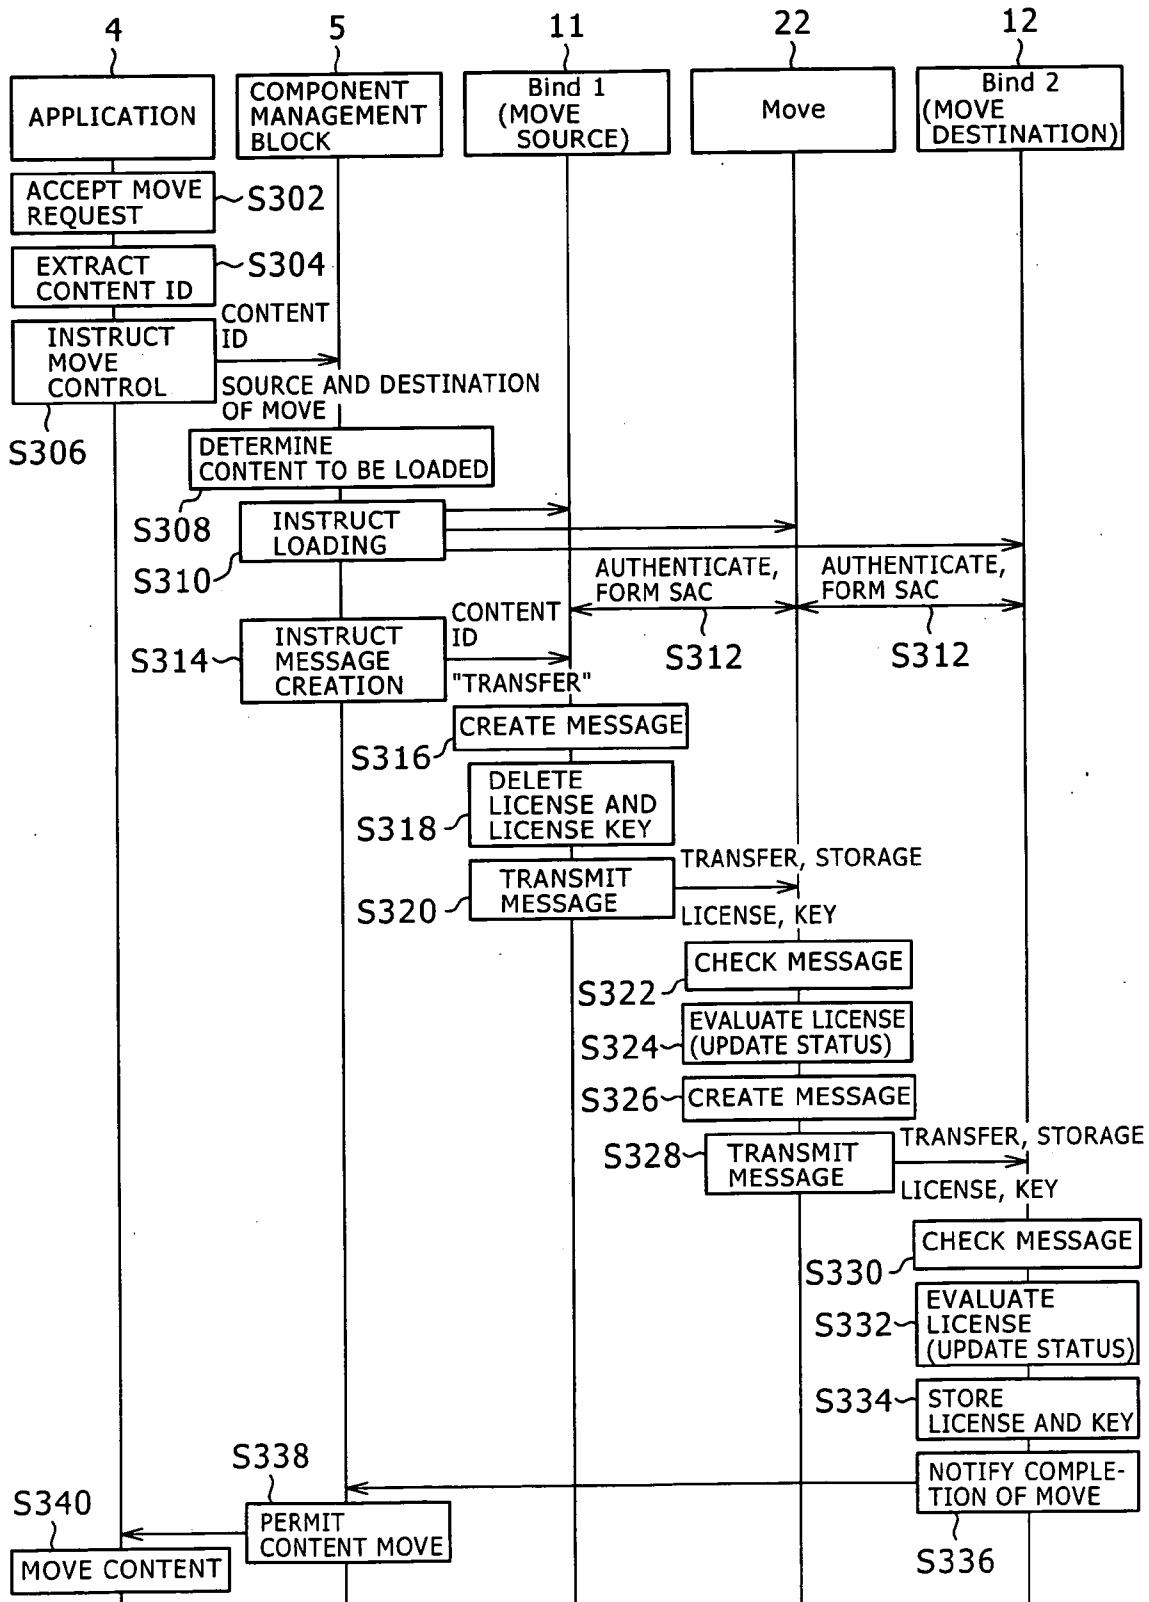 4
5
11
22
12
APPLICATION
COMPONENT
MANAGEMENT
BLOCK
Bind 1
(MOVE
SOURCE)
Move
Bind 2
(MOVE
DESTINATION)
ACCEPT MOVE
REQUEST
S302
EXTRACT
CONTENT ID
S304
INSTRUCT
MOVE
CONTROL
S306
CONTENT
ID
SOURCE AND DESTINATION
OF MOVE
DETERMINE
CONTENT TO BE LOADED
S308
INSTRUCT
LOADING
S310
AUTHENTICATE,
FORM SAC
S312
AUTHENTICATE,
FORM SAC
S312
S314
INSTRUCT
MESSAGE
CREATION
CONTENT
ID
"TRANSFER"
CREATE MESSAGE
S316
DELETE
LICENSE AND
LICENSE KEY
S318
TRANSMIT
MESSAGE
S320
TRANSFER, STORAGE
LICENSE, KEY
CHECK MESSAGE
S322
EVALUATE LICENSE
(UPDATE STATUS)
S324
CREATE MESSAGE
S326
TRANSMIT
MESSAGE
S328
TRANSFER, STORAGE
LICENSE, KEY
CHECK MESSAGE
S330
EVALUATE
LICENSE
(UPDATE STATUS)
S332
STORE
LICENSE AND KEY
S334
NOTIFY COMPLE-
TION OF MOVE
S336
S338
PERMIT
CONTENT MOVE
S340
MOVE CONTENT